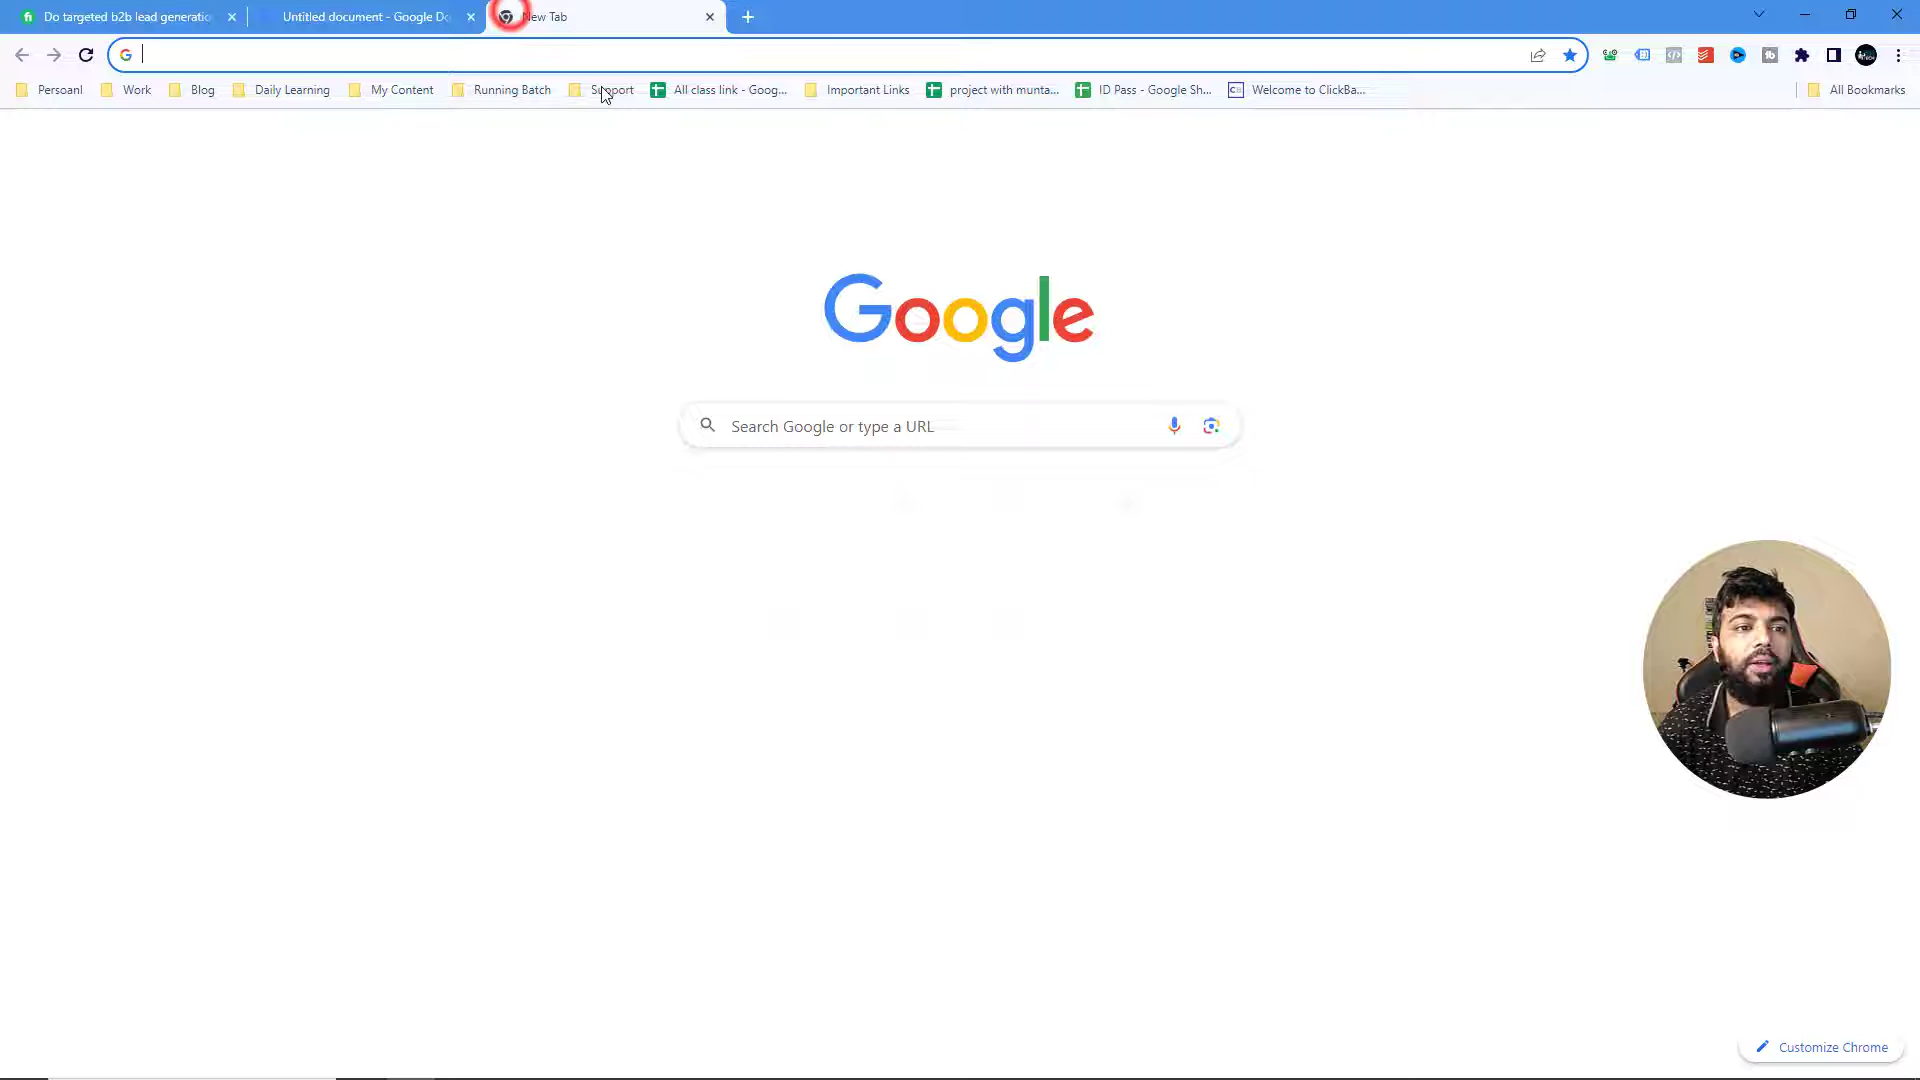 Do targeted b2b lead generatio
Untitled document - Google Do
New Tab
Persoanl
Work
Blog
Daily Learning
My Content
Running Batch
Support
All class link - Goog...
Important Links
project with munta...
ID Pass - Google Sh...
Welcome to ClickBa...
All Bookmarks
Google
Search Google or type a URL
Customize Chrome